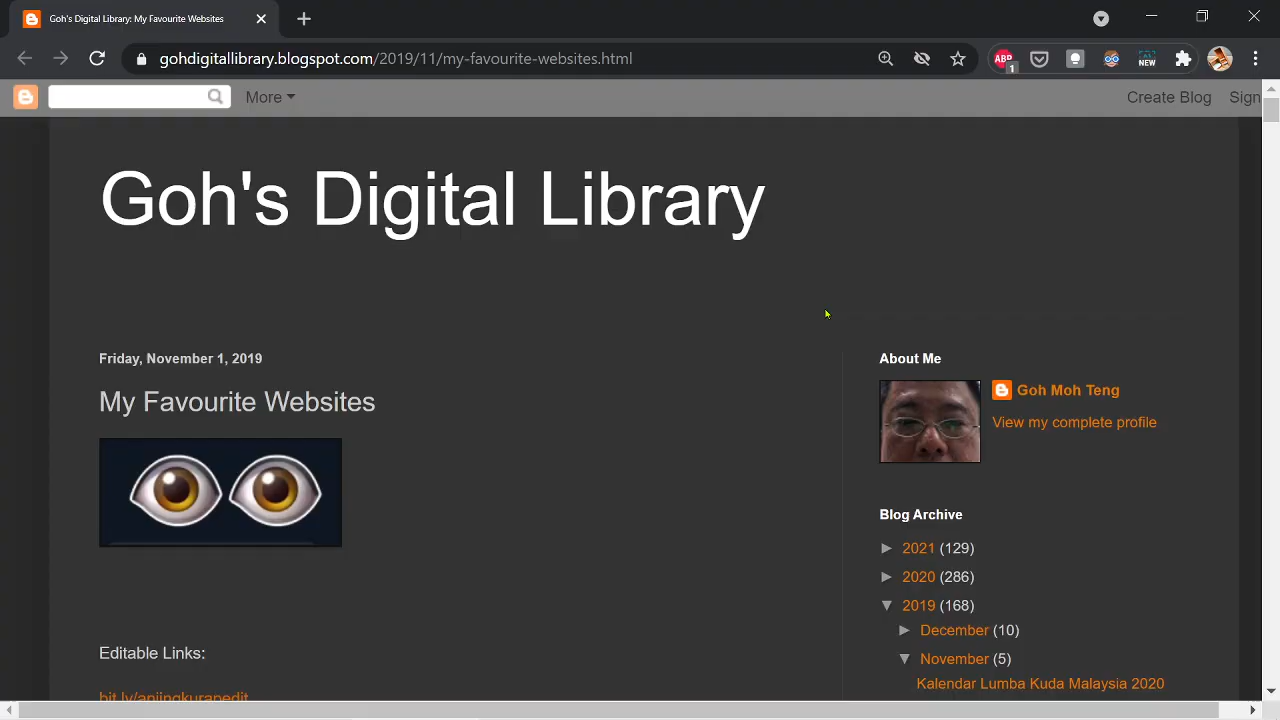 Goh's Digital Library: My Favourite Websites
gohdigitallibrary.blogspot.com/2019/11/my-favourite-websites.html
ABP
1
NEW
More
Create Blog
Sign
Goh's Digital Library
Friday, November 1, 2019
My Favourite Websites
Editable Links:
bit.ly/anjingkurapedit
About Me
Goh Moh Teng
View my complete profile
Blog Archive
► 2021 (129)
► 2020 (286)
▼ 2019 (168)
► December (10)
▼ November (5)
Kalendar Lumba Kuda Malaysia 2020